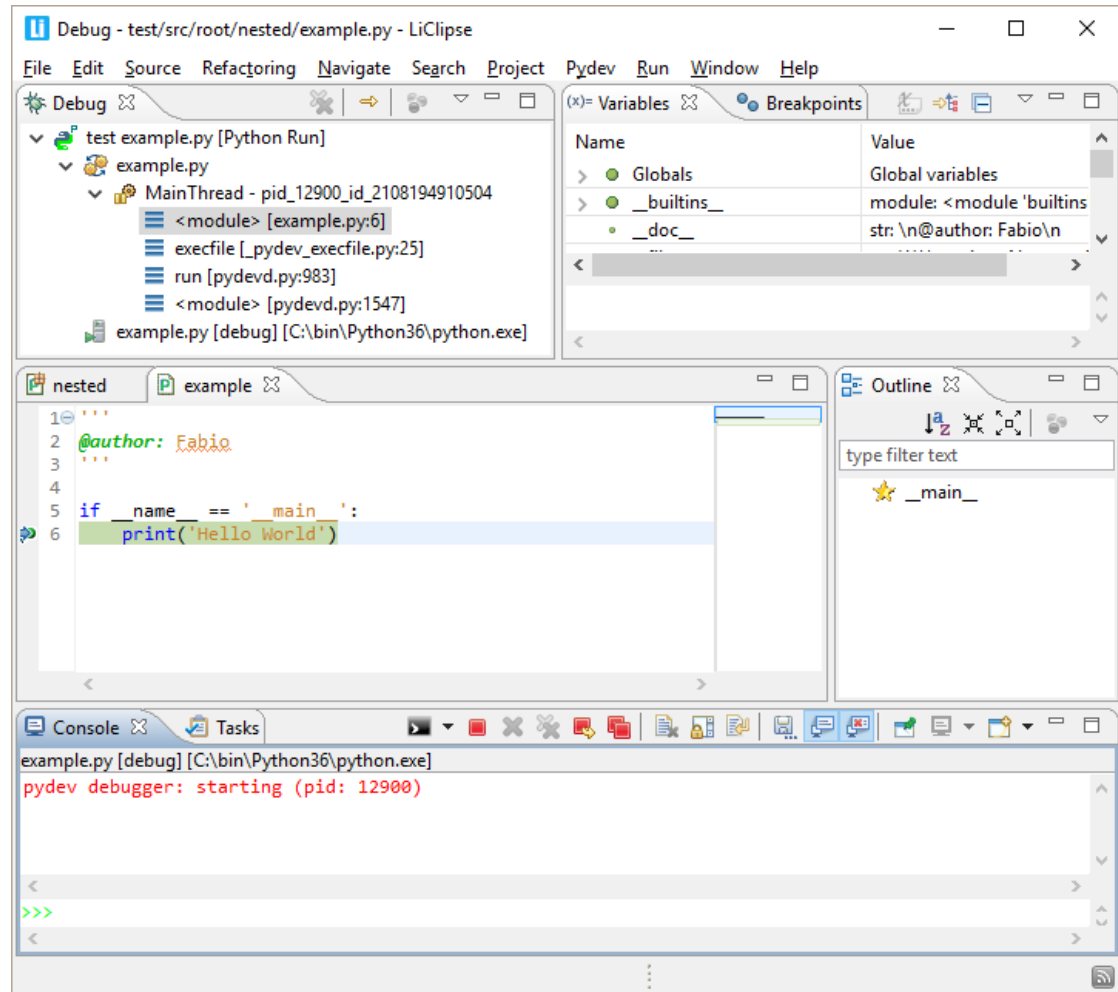 Debug - test/src/root/nested/example.py - LiClipse
File Edit Source Refactoring Navigate Search Project Pydev Run Window Help
Debug
test example.py [Python Run]
example.py
MainThread - pid_12900_id_2108194910504
<module> [example.py:6]
execfile [_pydev_execfile.py:25]
run [pydevd.py:983]
<module> [pydevd.py:1547]
example.py [debug] [C:\bin\Python36\python.exe]
(x)= Variables Breakpoints
Name Value
Globals Global variables
__builtins__ module: <module 'builtins
__doc__ str: \n@author: Fabio\n
nested example
1 '''
2 @author: Fabio
3 '''
4
5 if __name__ == '__main__':
6 print('Hello World')
Outline
type filter text
__main__
Console Tasks
example.py [debug] [C:\bin\Python36\python.exe]
pydev debugger: starting (pid: 12900)
>>>